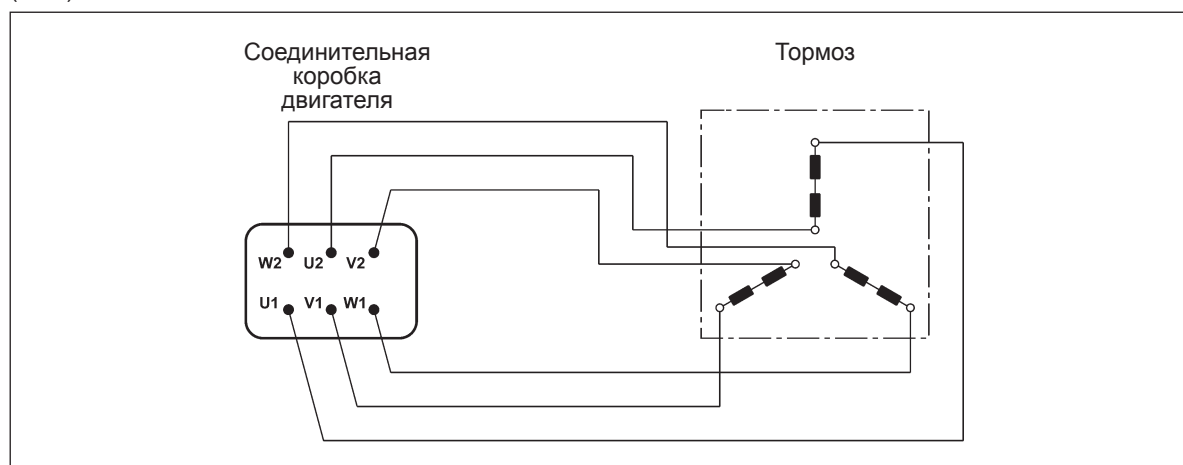 Соединительная
коробка
двигателя
Тормоз
W2 U2 V2
U1 V1 W1